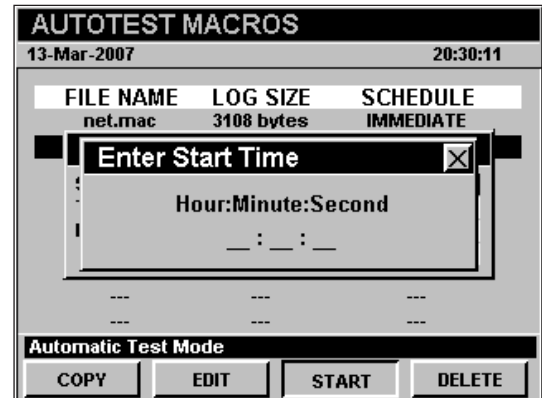 AUTOTEST MACROS
13-Mar-2007 20:30:11
FILE NAME LOG SIZE SCHEDULE
net.mac 3108 bytes IMMEDIATE
Enter Start Time
Hour:Minute:Second
__ : __ : __
--- --- ---
--- --- ---
Automatic Test Mode
COPY EDIT START DELETE